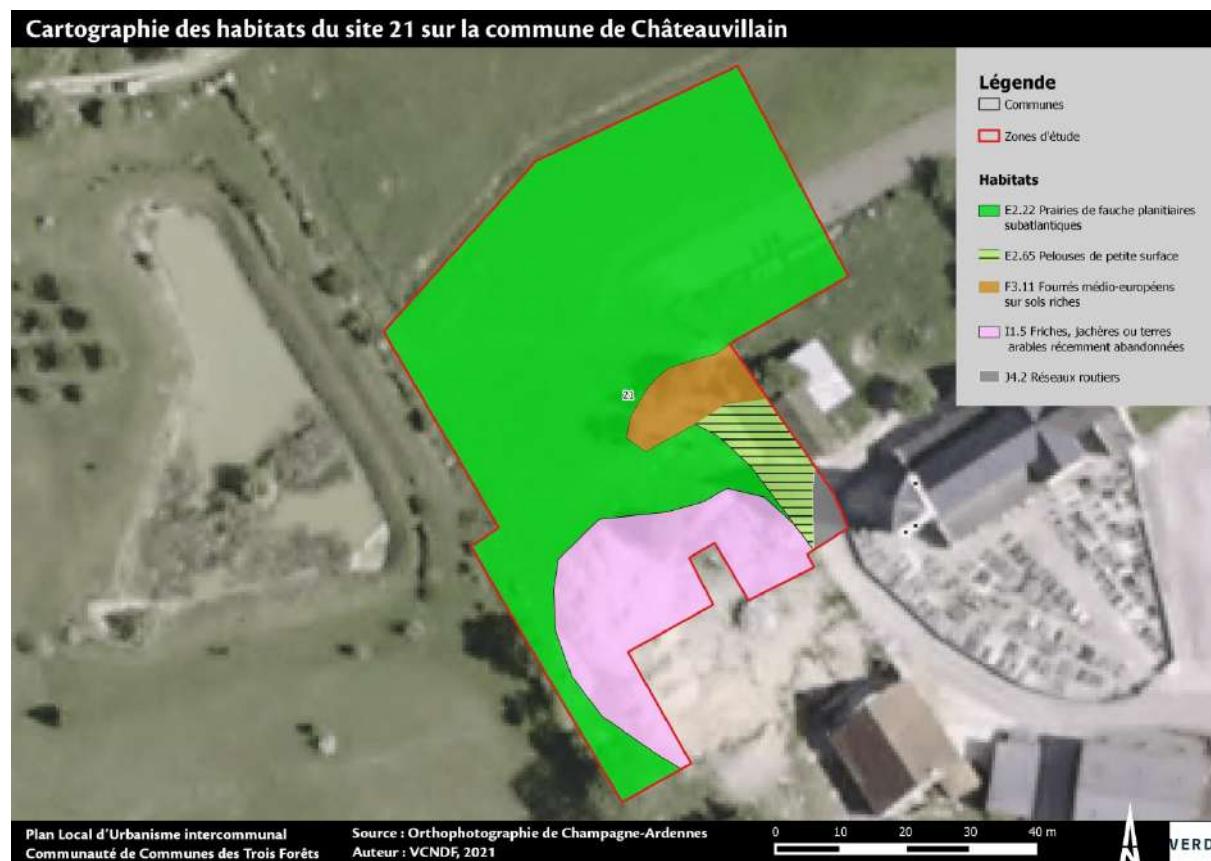 Cartographie des habitats du site 21 sur la commune de Châteauvillain
Légende
Communes
Zones d'étude
Habitats
E2.22 Prairies de fauche planitiaires
subatlantiques
E2.65 Pelouses de petite surface
F3.11 Fourrés médio-européens
sur sols riches
I1.5 Friches, jachères ou terres
arables récemment abandonnées
J4.2 Réseaux routiers
21
Plan Local d'Urbanisme intercommunal
Communauté de Communes des Trois Forêts
Source : Orthophotographie de Champagne-Ardennes
Auteur : VCNDF, 2021
0 10 20 30 40 m
VERD